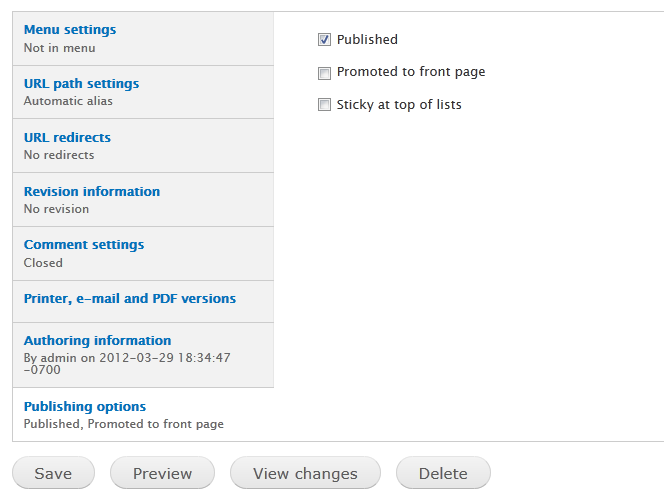 Menu settings
Not in menu
URL path settings
Automatic alias
URL redirects
No redirects
Revision information
No revision
Comment settings
Closed
Printer, e-mail and PDF versions
Authoring information
By admin on 2012-03-29 18:34:47
-0700
Publishing options
Published, Promoted to front page
Published
Promoted to front page
Sticky at top of lists
Save
Preview
View changes
Delete